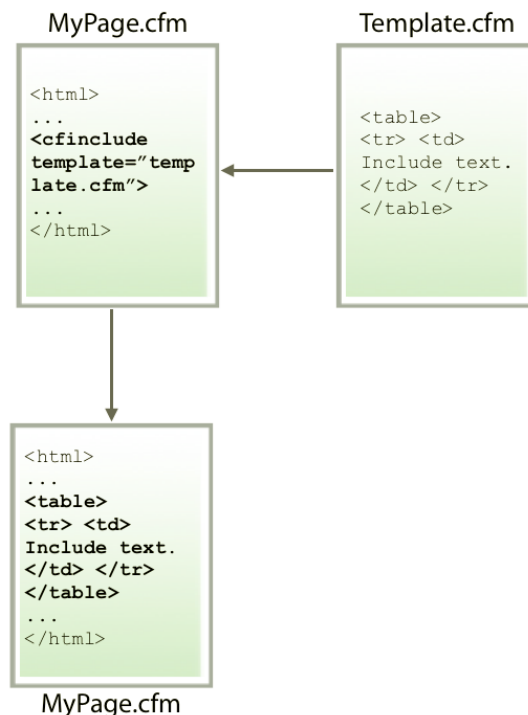 MyPage.cfm
<html>
...
<cfinclude
template="temp
late.cfm">
...
</html>
Template.cfm
<table>
<tr> <td>
Include text.
</td> </tr>
</table>
<html>
...
<table>
<tr> <td>
Include text.
</td> </tr>
</table>
...
</html>
MyPage.cfm